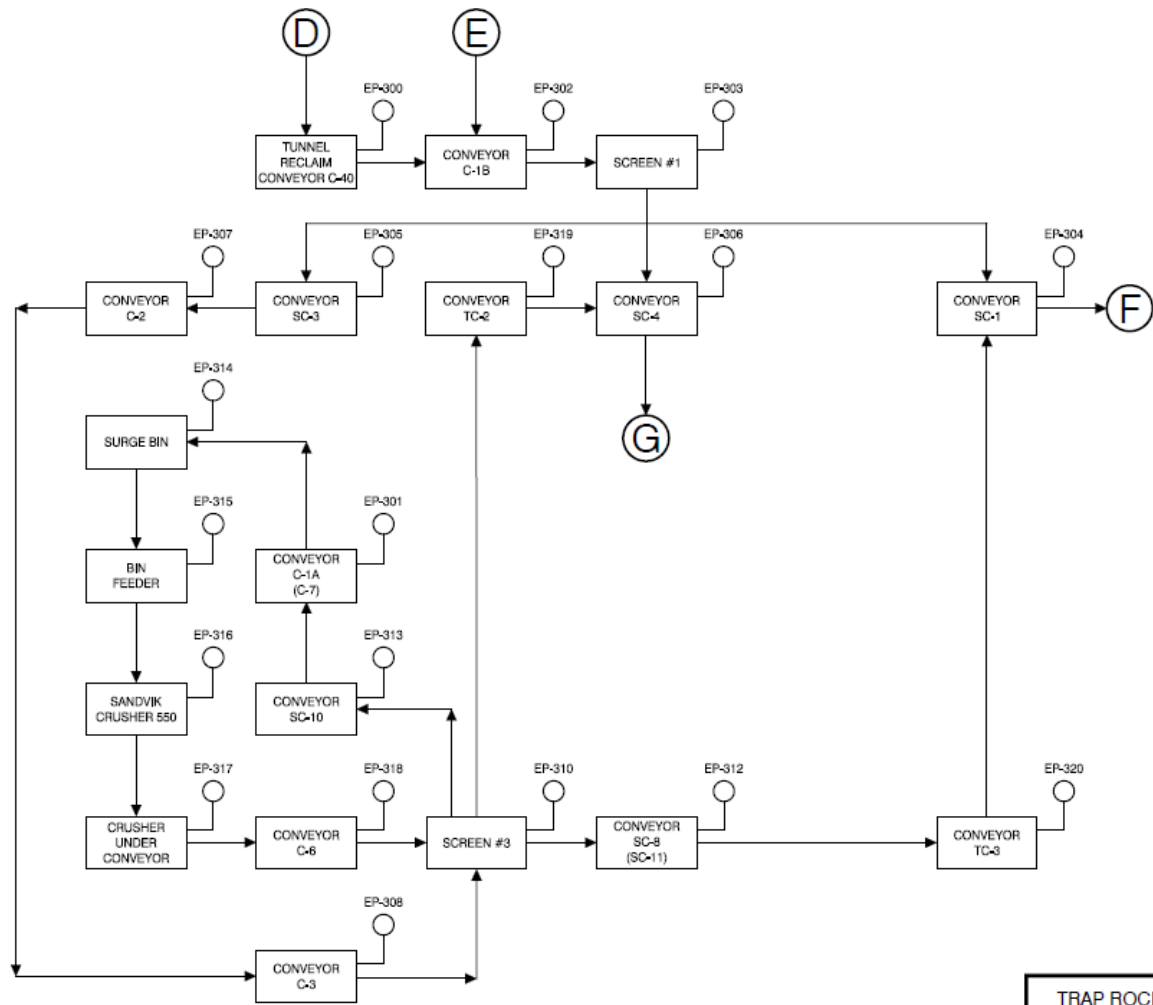 D
E
EP-300
EP-302
EP-303
TUNNEL
RECLAIM
CONVEYOR C-40
CONVEYOR
C-1B
SCREEN #1
EP-307
EP-305
EP-319
EP-306
EP-304
CONVEYOR
C-2
CONVEYOR
SC-3
CONVEYOR
TC-2
CONVEYOR
SC-4
CONVEYOR
SC-1
F
EP-314
SURGE BIN
G
EP-315
EP-301
BIN
FEEDER
CONVEYOR
C-1A
(C-7)
EP-316
EP-313
SANDVIK
CRUSHER 550
CONVEYOR
SC-10
EP-317
EP-318
EP-310
EP-312
EP-320
CRUSHER
UNDER
CONVEYOR
CONVEYOR
C-6
SCREEN #3
CONVEYOR
SC-8
(SC-11)
CONVEYOR
TC-3
EP-308
CONVEYOR
C-3
TRAP ROC